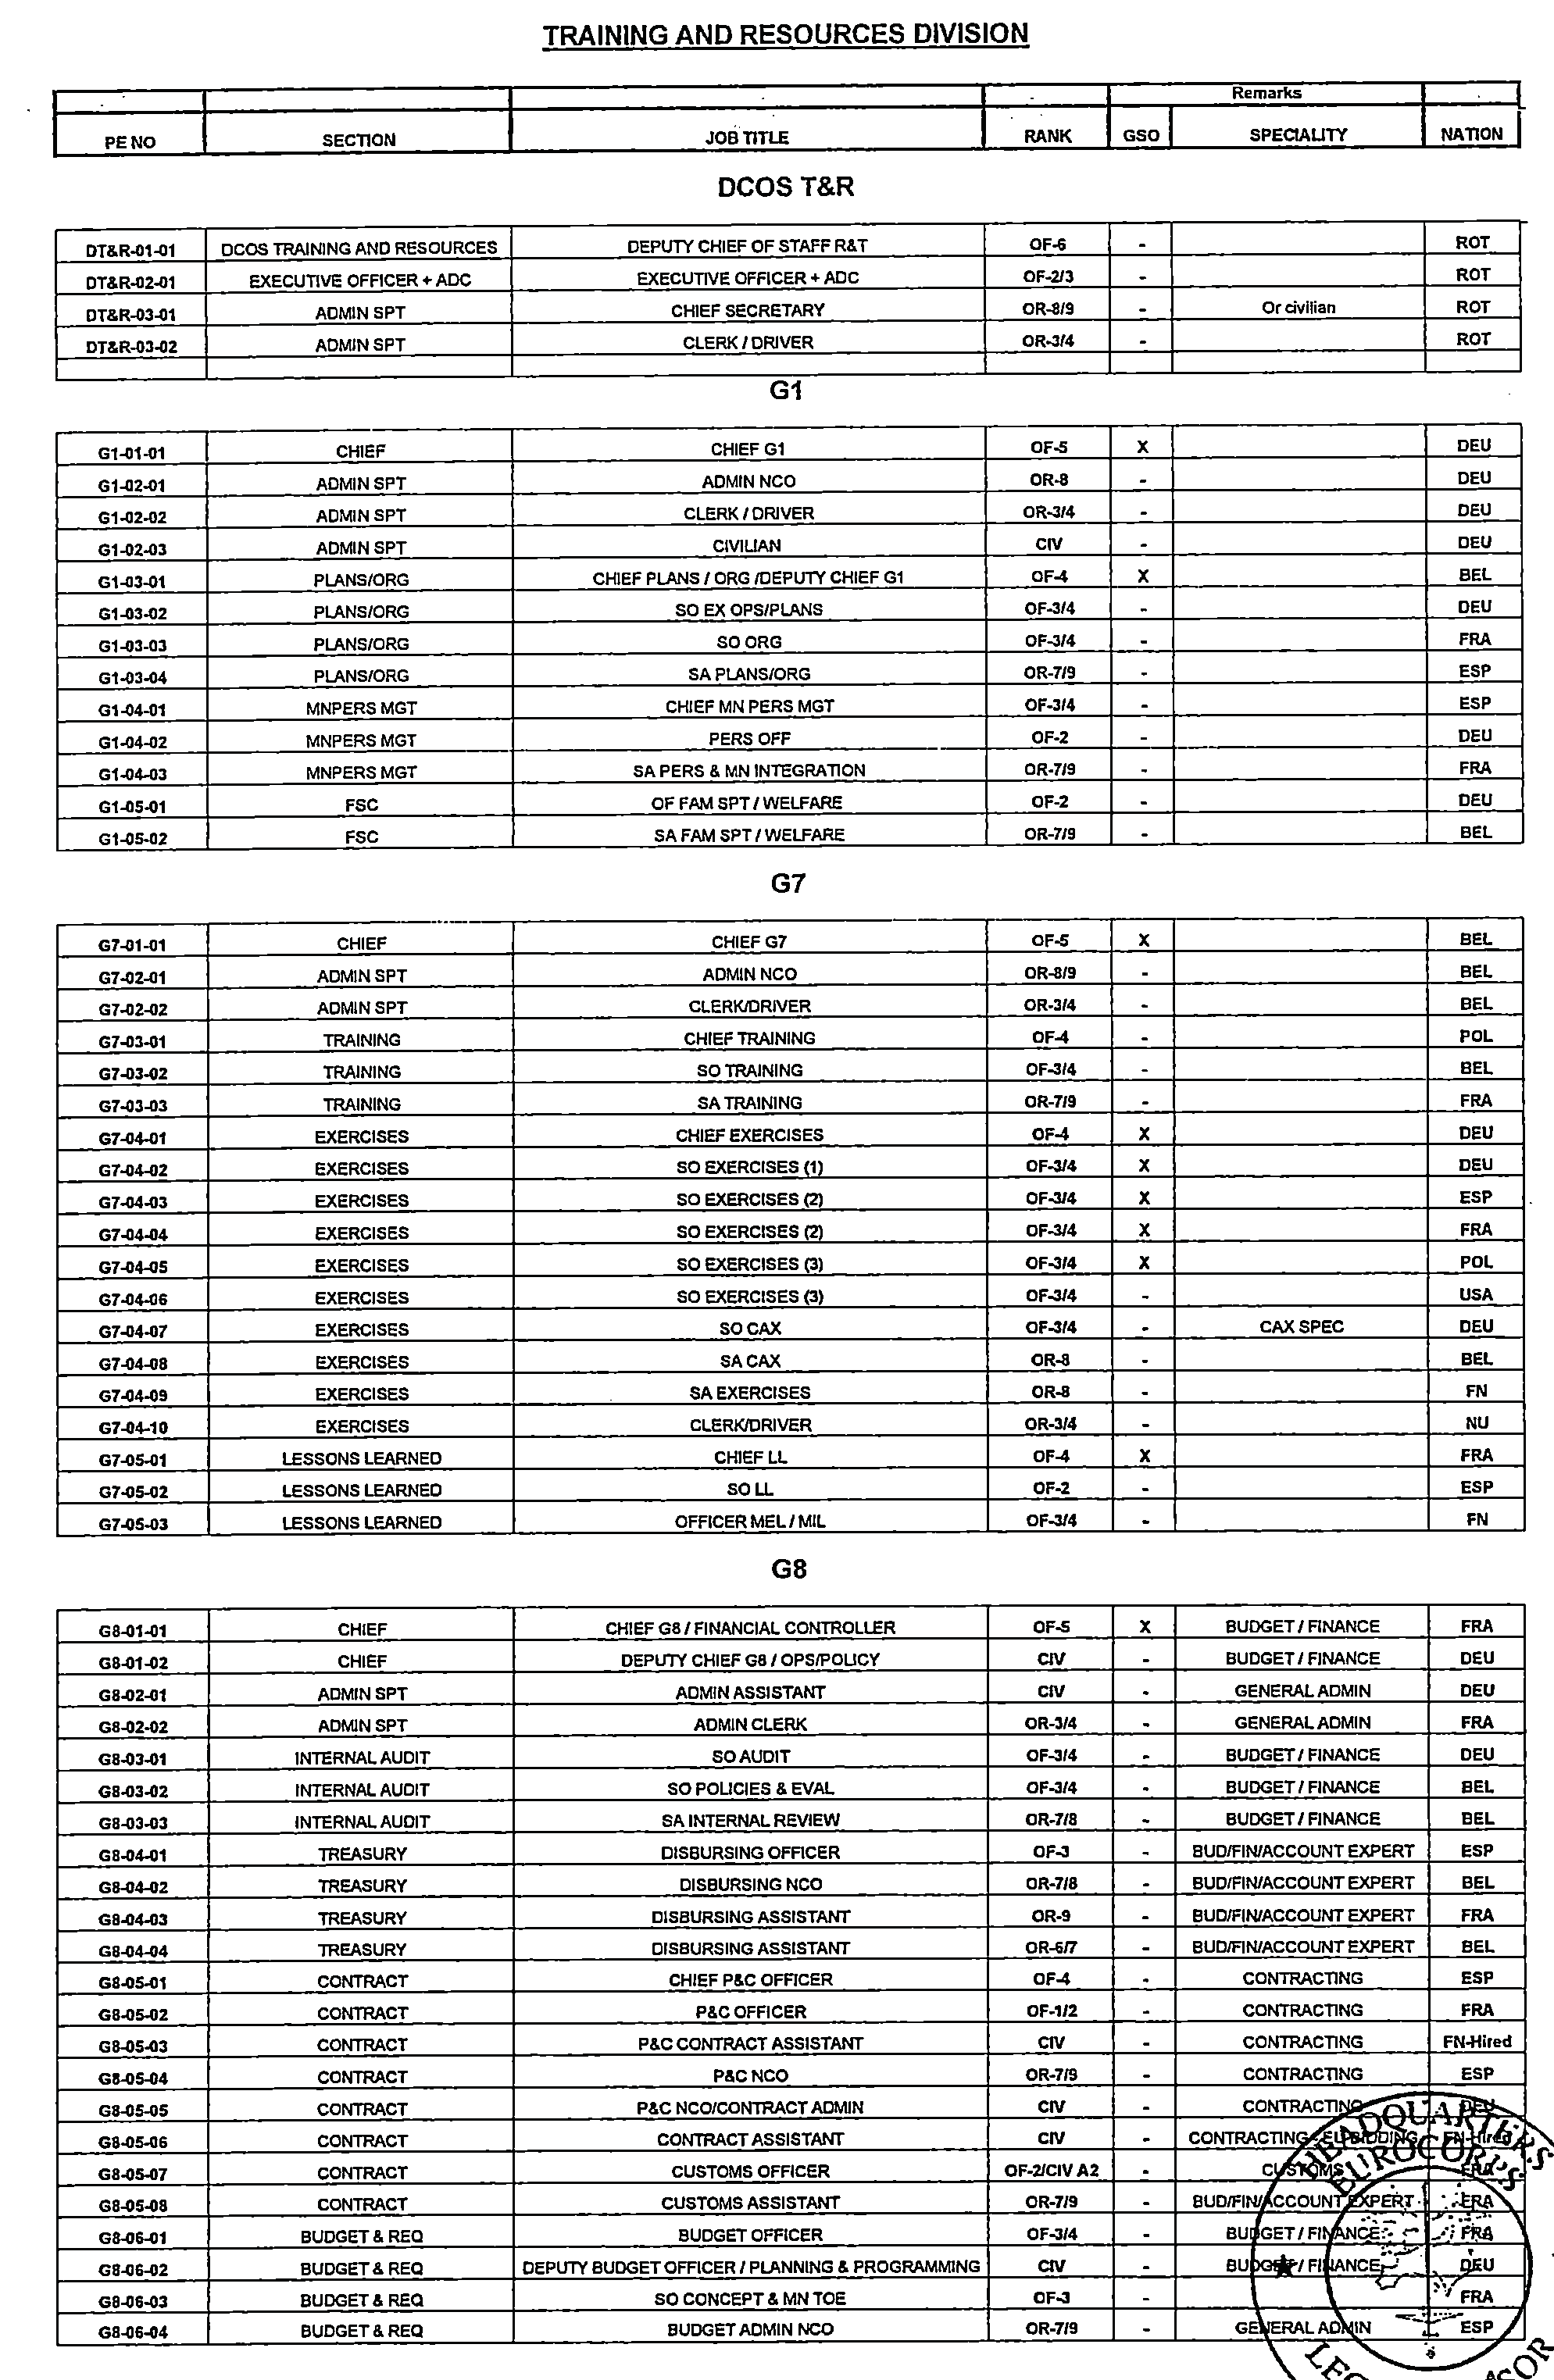 TRAINING AND RESOURCES DIVISION
Remarks
PE NO SECTION JOB TITLE RANK GSO SPECIALITY NATION
DCOS T&R
DT&R-01-01 DCOS TRAINING AND RESOURCES DEPUTY CHIEF OF STAFF R&T OF-6 - ROT
DT&R-02-01 EXECUTIVE OFFICER + ADC EXECUTIVE OFFICER + ADC OF-2/3 - ROT
DT&R-03-01 ADMIN SPT CHIEF SECRETARY OR-8/9 - Or civilian ROT
DT&R-03-02 ADMIN SPT CLERK / DRIVER OR-3/4 - ROT
G1
G1-01-01 CHIEF CHIEF G1 OF-5 X DEU
G1-02-01 ADMIN SPT ADMIN NCO OR-8 - DEU
G1-02-02 ADMIN SPT CLERK / DRIVER OR-3/4 - DEU
G1-02-03 ADMIN SPT CIVILIAN CIV - DEU
G1-03-01 PLANS/ORG CHIEF PLANS / ORG /DEPUTY CHIEF G1 OF-4 X BEL
G1-03-02 PLANS/ORG SO EX OPS/PLANS OF-3/4 - DEU
G1-03-03 PLANS/ORG SO ORG OF-3/4 - FRA
G1-03-04 PLANS/ORG SA PLANS/ORG OR-7/9 - ESP
G1-04-01 MNPERS MGT CHIEF MN PERS MGT OF-3/4 - ESP
G1-04-02 MNPERS MGT PERS OFF OF-2 - DEU
G1-04-03 MNPERS MGT SA PERS & MN INTEGRATION OR-7/9 - FRA
G1-05-01 FSC OF FAM SPT / WELFARE OF-2 - DEU
G1-05-02 FSC SA FAM SPT / WELFARE OR-7/9 - BEL
G7
G7-01-01 CHIEF CHIEF G7 OF-5 X BEL
G7-02-01 ADMIN SPT ADMIN NCO OR-8/9 - BEL
G7-02-02 ADMIN SPT CLERK/DRIVER OR-3/4 - BEL
G7-03-01 TRAINING CHIEF TRAINING OF-4 - POL
G7-03-02 TRAINING SO TRAINING OF-3/4 - BEL
G7-03-03 TRAINING SA TRAINING OR-7/9 - FRA
G7-04-01 EXERCISES CHIEF EXERCISES OF-4 X DEU
G7-04-02 EXERCISES SO EXERCISES (1) OF-3/4 X DEU
G7-04-03 EXERCISES SO EXERCISES (2) OF-3/4 X ESP
G7-04-04 EXERCISES SO EXERCISES (2) OF-3/4 X FRA
G7-04-05 EXERCISES SO EXERCISES (3) OF-3/4 X POL
G7-04-06 EXERCISES SO EXERCISES (3) OF-3/4 - USA
G7-04-07 EXERCISES SO CAX OF-3/4 - CAX SPEC DEU
G7-04-08 EXERCISES SA CAX OR-8 - BEL
G7-04-09 EXERCISES SA EXERCISES OR-8 - FN
G7-04-10 EXERCISES CLERK/DRIVER OR-3/4 - NU
G7-05-01 LESSONS LEARNED CHIEF LL OF-4 X FRA
G7-05-02 LESSONS LEARNED SO LL OF-2 - ESP
G7-05-03 LESSONS LEARNED OFFICER MEL / MIL OF-3/4 - FN
G8
G8-01-01 CHIEF CHIEF G8 / FINANCIAL CONTROLLER OF-5 X BUDGET / FINANCE FRA
G8-01-02 CHIEF DEPUTY CHIEF G8 / OPS/POLICY CIV - BUDGET / FINANCE DEU
G8-02-01 ADMIN SPT ADMIN ASSISTANT CIV - GENERAL ADMIN DEU
G8-02-02 ADMIN SPT ADMIN CLERK OR-3/4 - GENERAL ADMIN FRA
G8-03-01 INTERNAL AUDIT SO AUDIT OF-3/4 - BUDGET / FINANCE DEU
G8-03-02 INTERNAL AUDIT SO POLICIES & EVAL OF-3/4 - BUDGET / FINANCE BEL
G8-03-03 INTERNAL AUDIT SA INTERNAL REVIEW OR-7/8 - BUDGET / FINANCE BEL
G8-04-01 TREASURY DISBURSING OFFICER OF-3 - BUD/FIN/ACCOUNT EXPERT ESP
G8-04-02 TREASURY DISBURSING NCO OR-7/8 - BUD/FIN/ACCOUNT EXPERT BEL
G8-04-03 TREASURY DISBURSING ASSISTANT OR-9 - BUD/FIN/ACCOUNT EXPERT FRA
G8-04-04 TREASURY DISBURSING ASSISTANT OR-6/7 - BUD/FIN/ACCOUNT EXPERT BEL
G8-05-01 CONTRACT CHIEF P&C OFFICER OF-4 - CONTRACTING ESP
G8-05-02 CONTRACT P&C OFFICER OF-1/2 - CONTRACTING FRA
G8-05-03 CONTRACT P&C CONTRACT ASSISTANT CIV - CONTRACTING FN-Hired
G8-05-04 CONTRACT P&C NCO OR-7/9 - CONTRACTING ESP
G8-05-05 CONTRACT P&C NCO/CONTRACT ADMIN CIV - CONTRACTING DEU
G8-05-06 CONTRACT CONTRACT ASSISTANT CIV - CONTRACTING EU BIDDING FN-Hired
G8-05-07 CONTRACT CUSTOMS OFFICER OF-2/CIV A2 - CUSTOMS FRA
G8-05-08 CONTRACT CUSTOMS ASSISTANT OR-7/9 - BUD/FIN/ACCOUNT EXPERT FRA
G8-06-01 BUDGET & REQ BUDGET OFFICER OF-3/4 - BUDGET / FINANCE FRA
G8-06-02 BUDGET & REQ DEPUTY BUDGET OFFICER / PLANNING & PROGRAMMING CIV - BUDGET / FINANCE DEU
G8-06-03 BUDGET & REQ SO CONCEPT & MN TOE OF-3 - FRA
G8-06-04 BUDGET & REQ BUDGET ADMIN NCO OR-7/9 - GENERAL ADMIN ESP
HEADQUARTERS
EUROCORPS